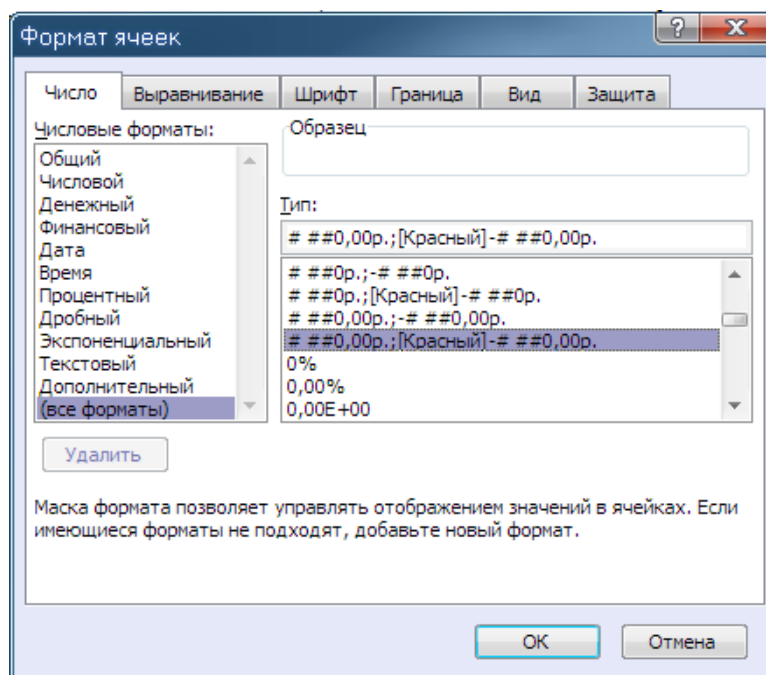 Формат ячеек
Число Выравнивание Шрифт Граница Вид Защита
Числовые форматы:
Общий
Числовой
Денежный
Финансовый
Дата
Время
Процентный
Дробный
Экспоненциальный
Текстовый
Дополнительный
(все форматы)
Образец
Тип:
# ##0,00р.;[Красный]-# ##0,00р.
# ##0р.;-# ##0р.
# ##0р.;[Красный]-# ##0р.
# ##0,00р.;-# ##0,00р.
# ##0,00р.;[Красный]-# ##0,00р.
0%
0,00%
0,00E+00
Удалить
Маска формата позволяет управлять отображением значений в ячейках. Если
имеющиеся форматы не подходят, добавьте новый формат.
ОК Отмена